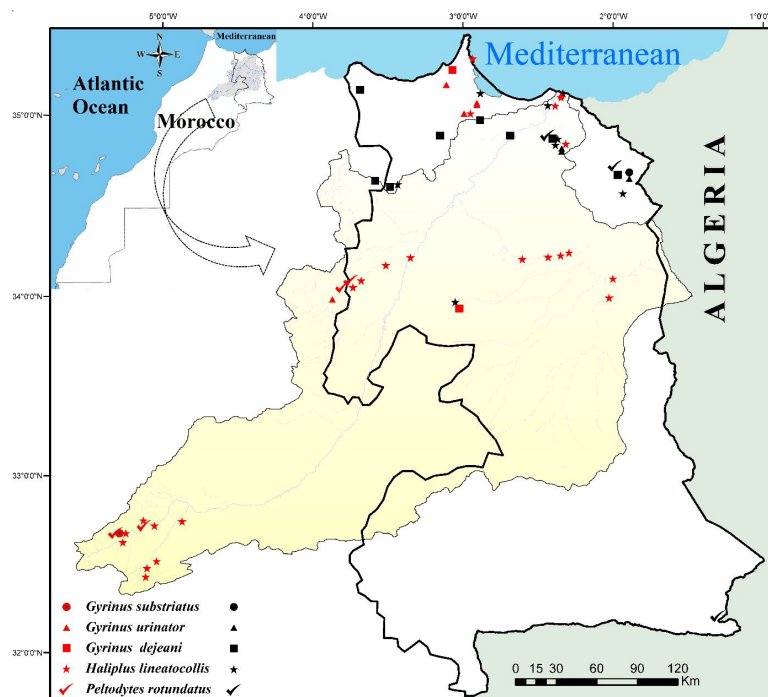 5°0'0"W 4°0'0"W 3°0'0"W 2°0'0"W 1°0'0"W
Mediterranean
N
W E
S
Mediterranean
Atlantic
Ocean
Morocco
35°0'0"N
34°0'0"N
33°0'0"N
32°0'0"N
ALGERIA
Gyrinus substriatus
Gyrinus urinator
Gyrinus dejeani
Haliplus lineatocollis
Peltodytes rotundatus
0 15 30 60 90 120
Km